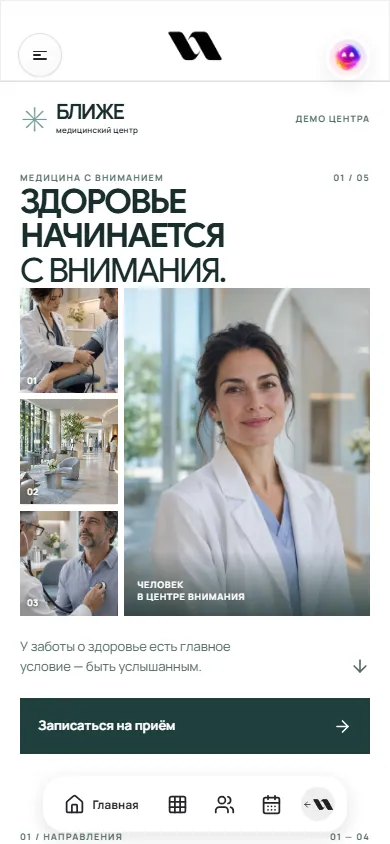 БЛИЖЕ
медицинский центр
ДЕМО ЦЕНТРА
МЕДИЦИНА С ВНИМАНИЕМ
01 / 05
ЗДОРОВЬЕ
НАЧИНАЕТСЯ
С ВНИМАНИЯ.
01
02
03
ЧЕЛОВЕК
В ЦЕНТРЕ ВНИМАНИЯ
У заботы о здоровье есть главное
условие — быть услышанным.
Записаться на приём
Главная
01 / НАПРАВЛЕНИЯ
01 — 04